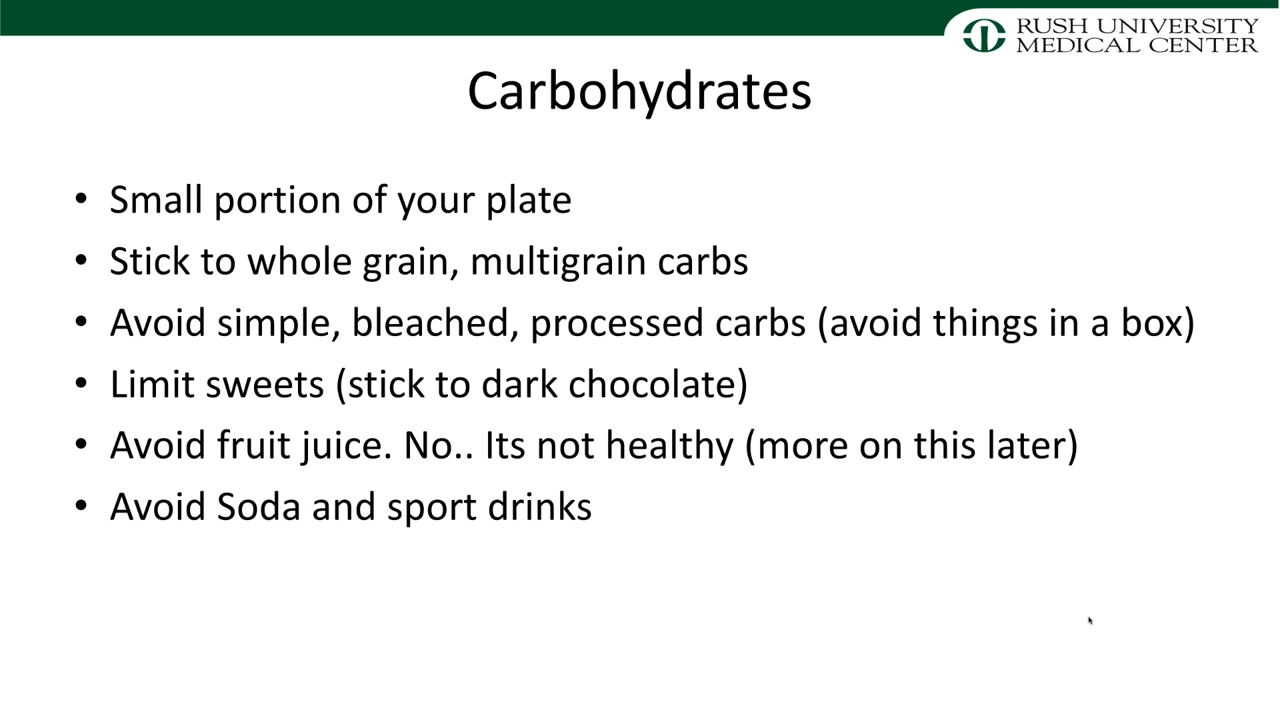 RUSH UNIVERSITY
MEDICAL CENTER
Carbohydrates
• Small portion of your plate
• Stick to whole grain, multigrain carbs
• Avoid simple, bleached, processed carbs (avoid things in a box)
• Limit sweets (stick to dark chocolate)
• Avoid fruit juice. No.. Its not healthy (more on this later)
• Avoid Soda and sport drinks